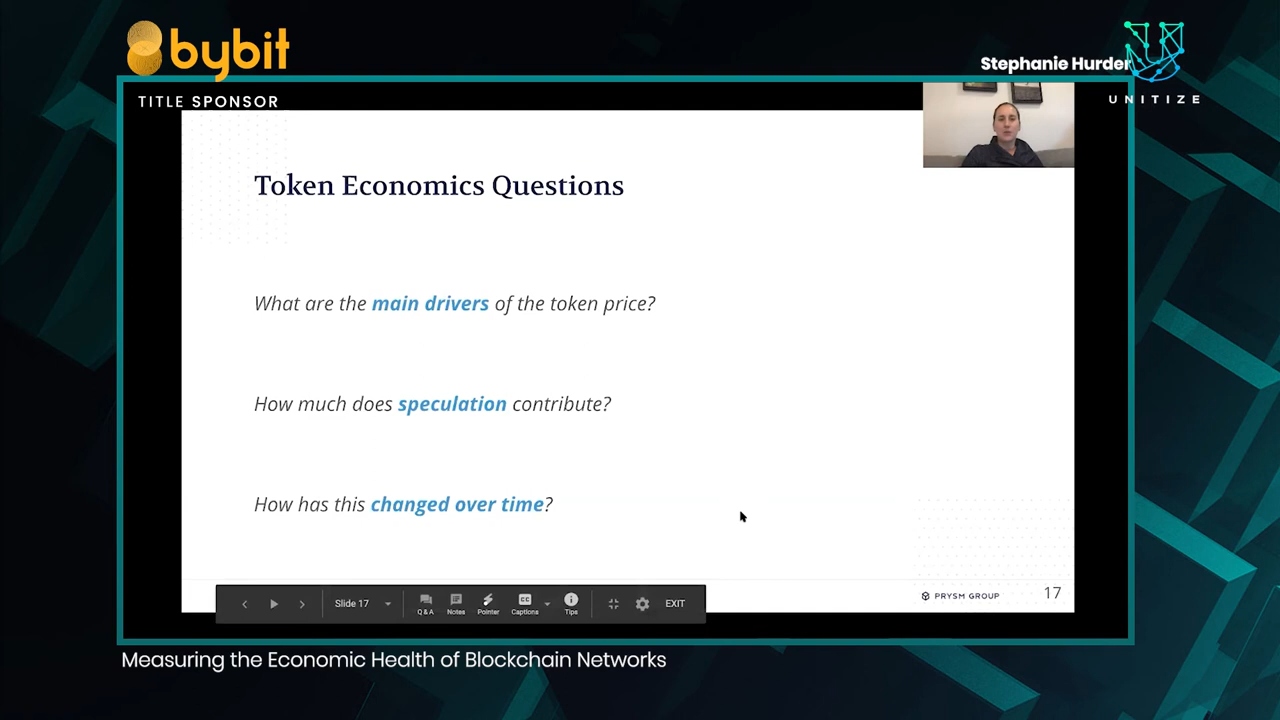 bybit
Stephanie Hurder
UNITIZE
TITLE SPONSOR
Token Economics Questions
What are the main drivers of the token price?
How much does speculation contribute?
How has this changed over time?
Slide 17
Q & A
Notes
Pointer
Captions
CC
Tips
EXIT
PRYSM GROUP
17
Measuring the Economic Health of Blockchain Networks